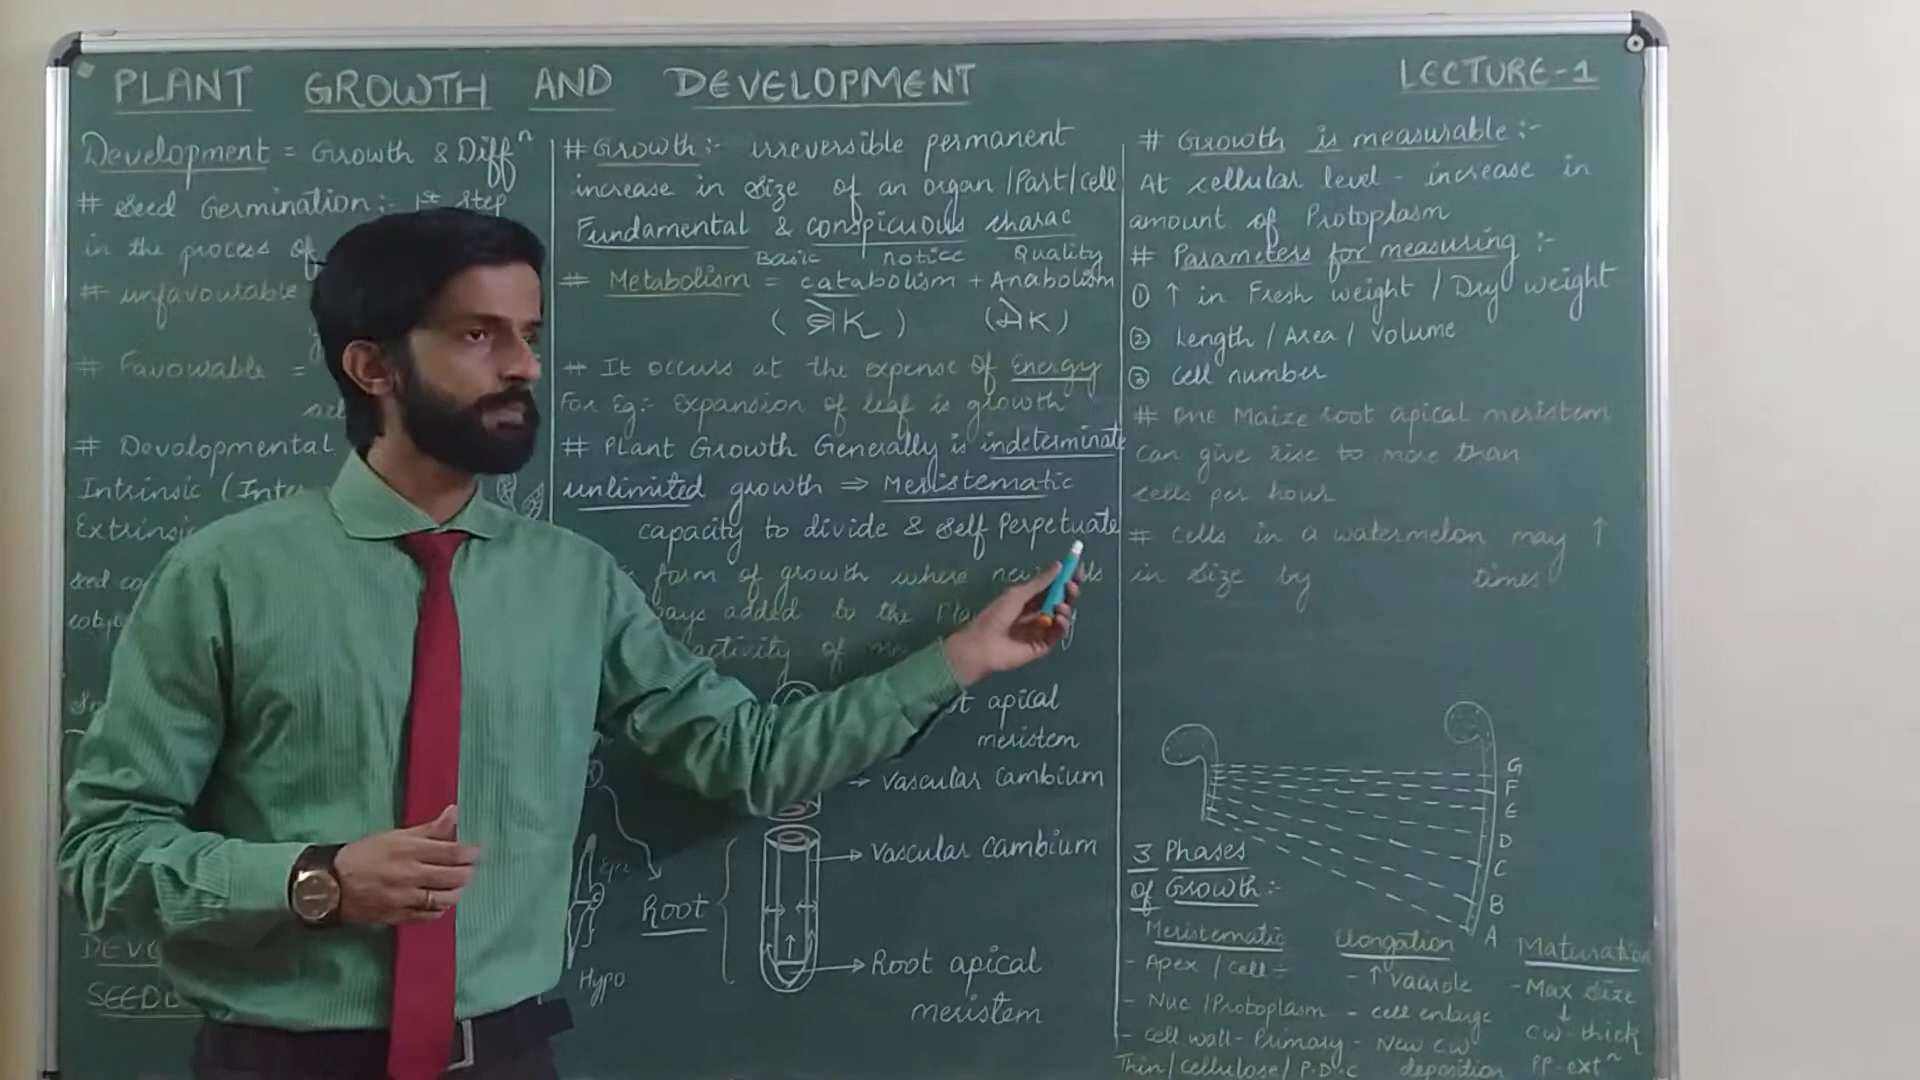 PLANT GROWTH AND DEVELOPMENT
LECTURE-1
Development = Growth & Diffⁿ
# Seed Germination:- 1st step
in the process of
# unfavourable
# Favourable =
# Devolopmental
Intrinsic (Inter
Extrinsic
seed co
DEV
SEED
# Growth:- irreversible permanent
increase in size of an organ/Part/cell
Fundamental & conspicuous charac
Basic notice Quality
# Metabolism = catabolism + Anabolism
# It occurs at the expense of Energy
For Eg:- Expansion of leaf is growth
# Plant Growth Generally is indeterminate
unlimited growth ⇒ Meristematic
capacity to divide & self Perpetuate
form of growth where new
added to the
activity of
apical
meristem
→ vascular cambium
→ vascular cambium
Root
→ Root apical
meristem
Hypo
# Growth is measurable:-
At cellular level - increase in
amount of Protoplasm
# Parameters for measuring :-
① ↑ in Fresh weight / Dry weight
② Length / Area / volume
③ cell number
# One Maize root apical meristem
can give rise to more than
cells per hour
# cells in a watermelon may ↑
in size by times
G
F
E
D
C
B
A
3 Phases
of Growth:-
Meristematic
- Apex / cell ÷
- Nuc / Protoplasm
- cell wall - Primary
Thin / cellulose / P.D.C
Elongation
- ↑ vacuole
- cell enlarge
- New CW
deposition
Maturation
- Max size
↓
CW-thick
PP-extⁿ